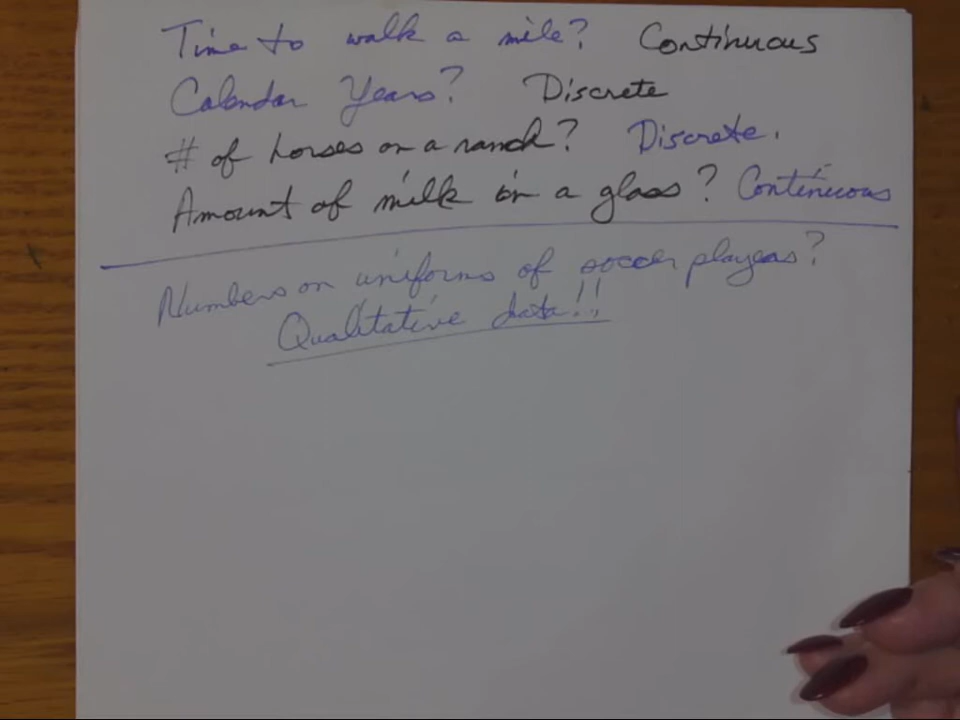 Time to walk a mile? Continuous
Calendar Years? Discrete
# of horses on a ranch? Discrete.
Amount of milk in a glass? Continuous
Numbers on uniforms of soccer players?
Qualitative data!!